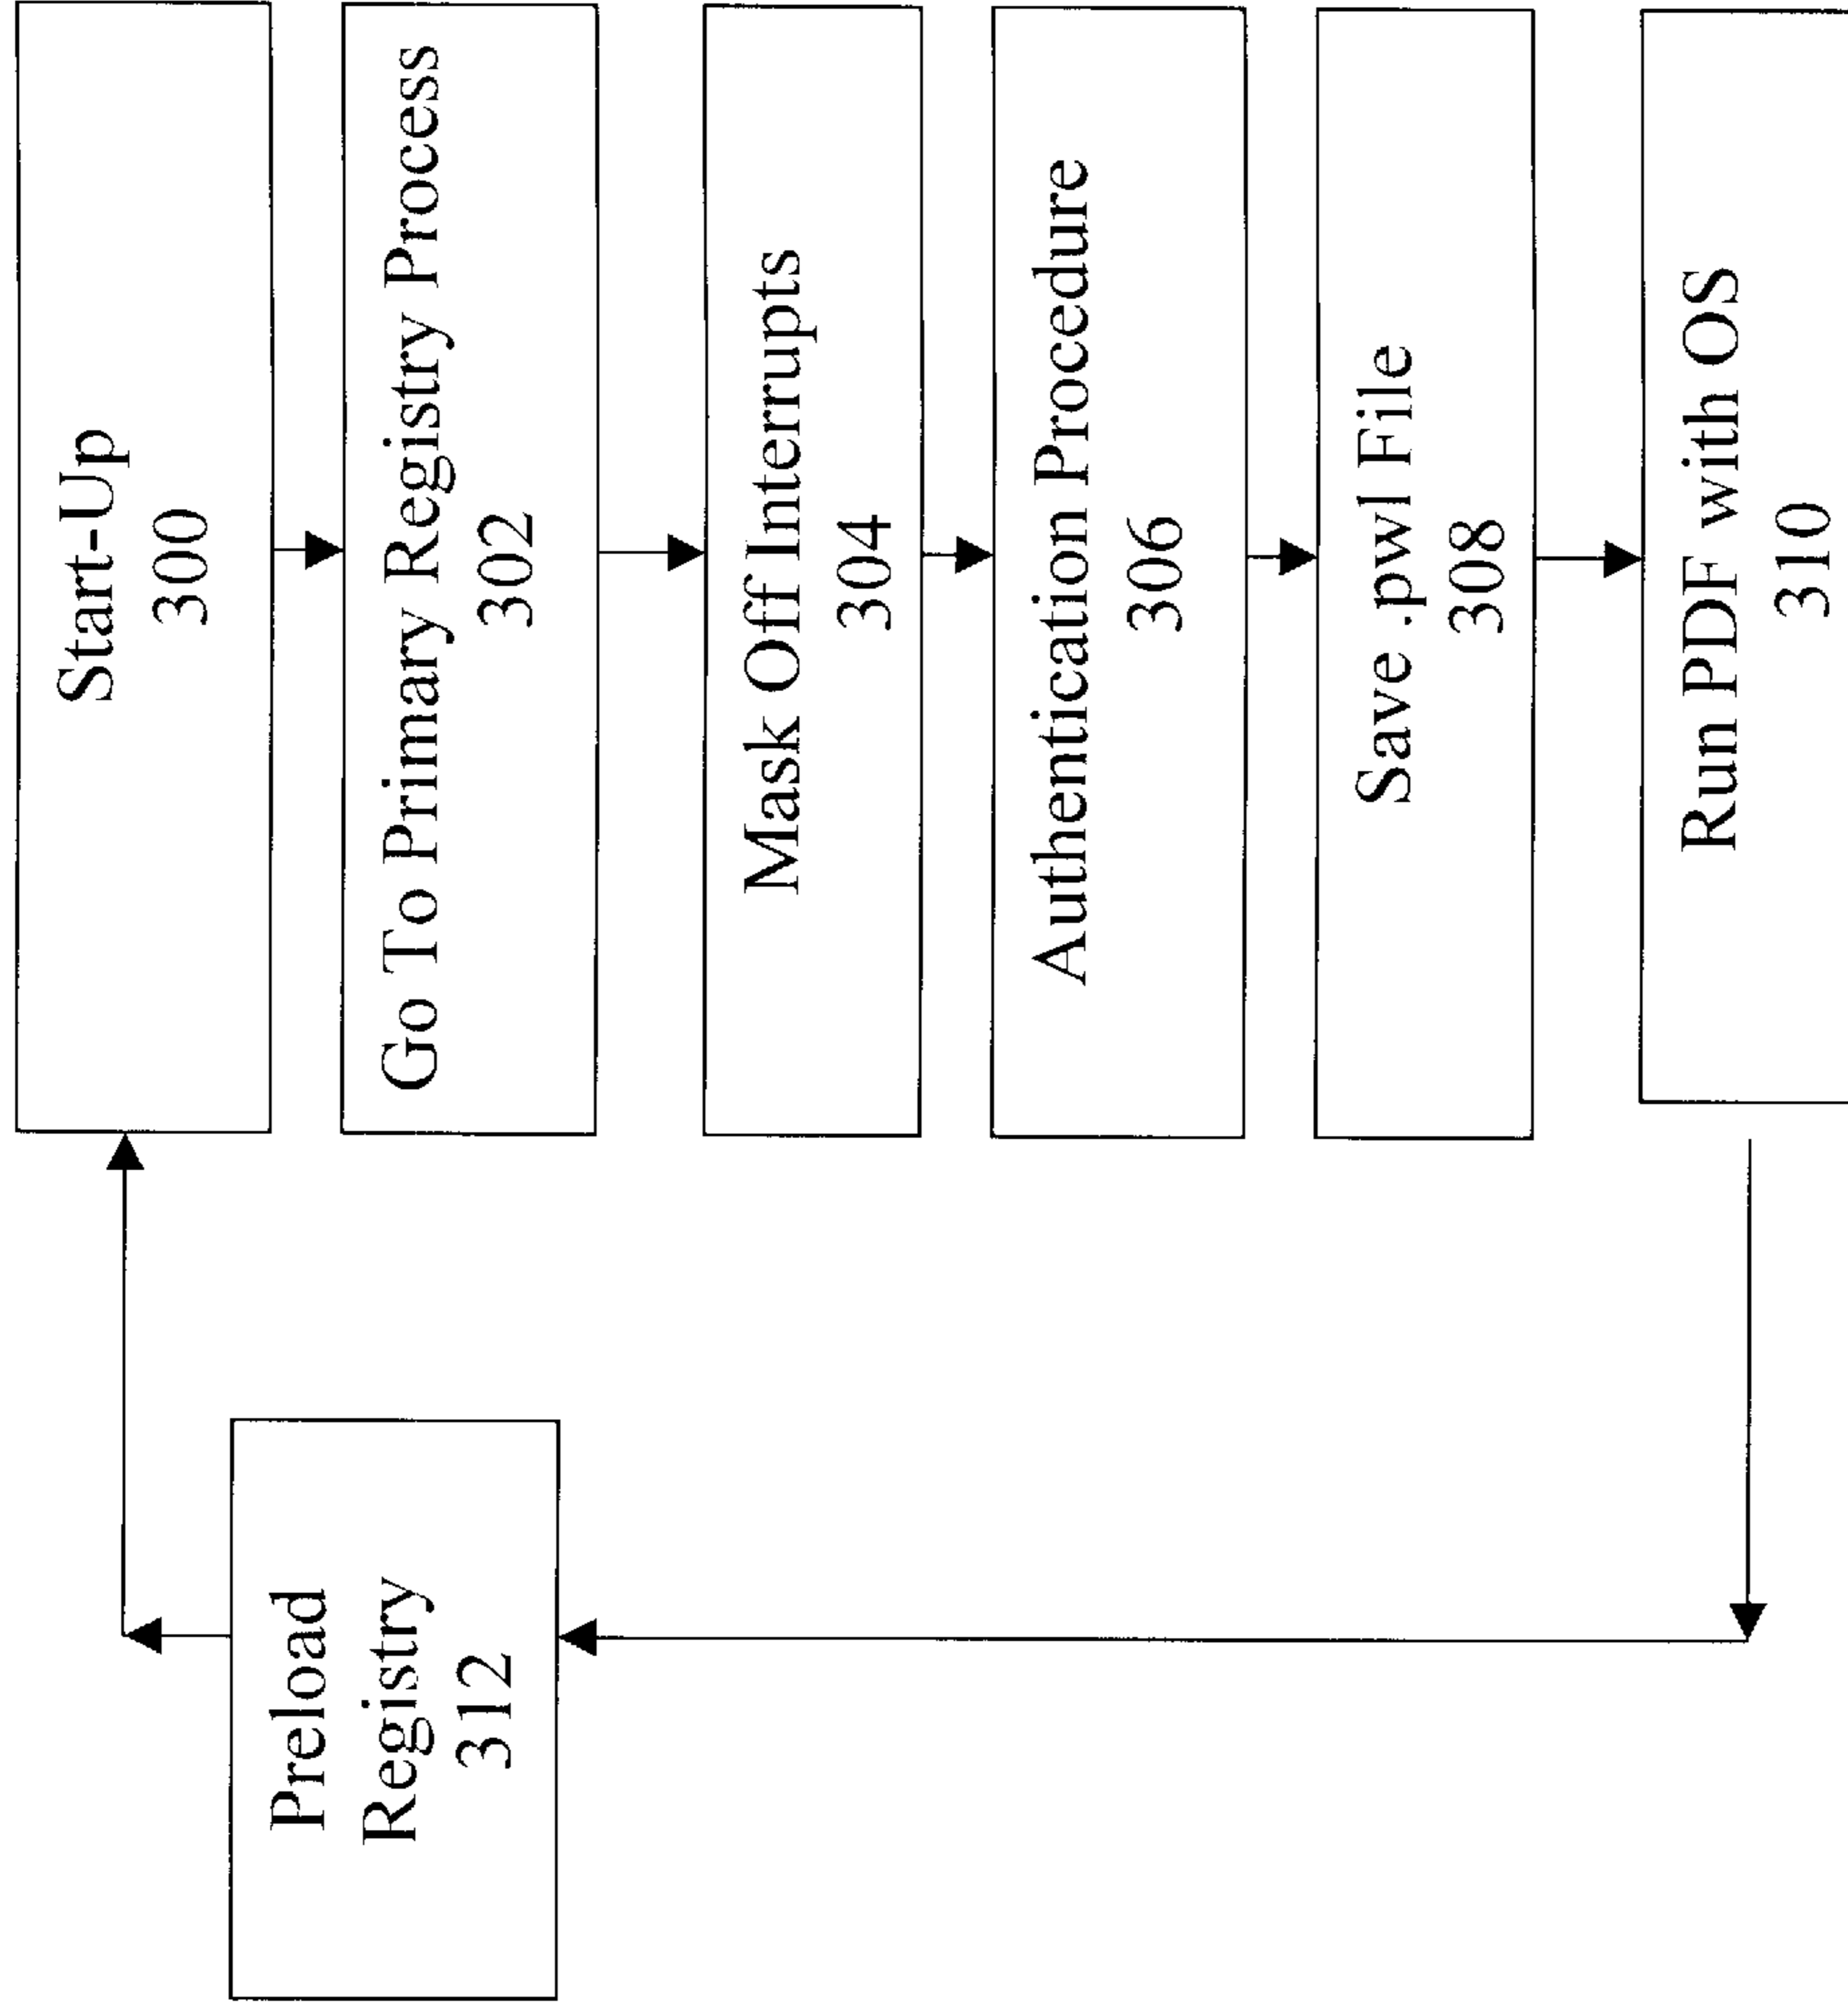 Start-Up
300
Go To Primary Registry Process
302
Mask Off Interrupts
304
Authentication Procedure
306
Save .pwl File
308
Run PDF with OS
310
Preload
Registry
312